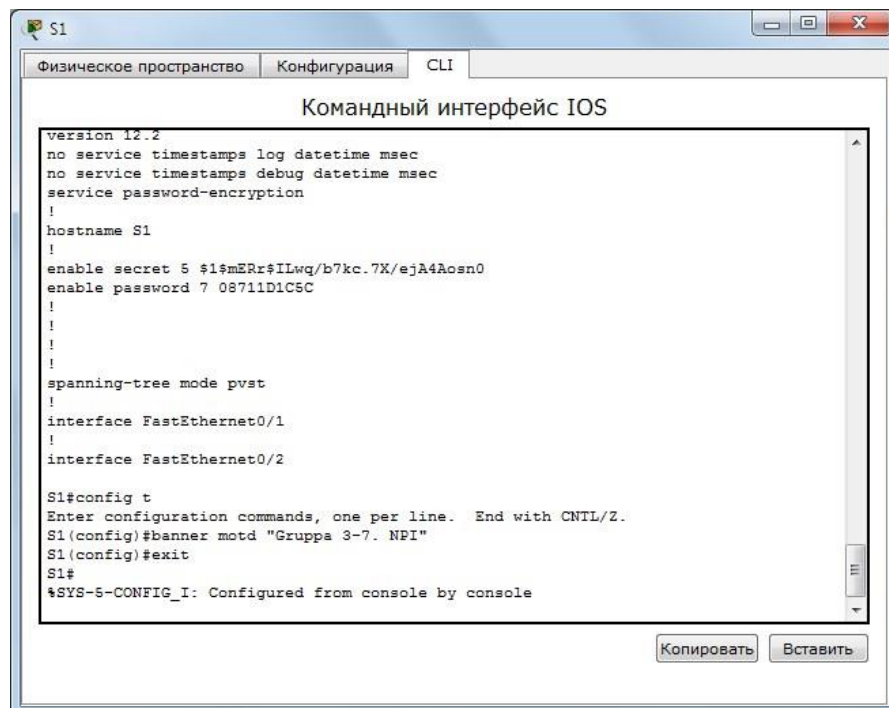 S1
Физическое пространство Конфигурация CLI
Командный интерфейс IOS
version 12.2
no service timestamps log datetime msec
no service timestamps debug datetime msec
service password-encryption
!
hostname S1
!
enable secret 5 $1$mERr$ILwq/b7kc.7X/ejA4Aosn0
enable password 7 08711D1C5C
!
!
!
!
spanning-tree mode pvst
!
interface FastEthernet0/1
!
interface FastEthernet0/2
S1#config t
Enter configuration commands, one per line.  End with CNTL/Z.
S1(config)#banner motd "Gruppa 3-7. NPI"
S1(config)#exit
S1#
%SYS-5-CONFIG_I: Configured from console by console
Копировать Вставить